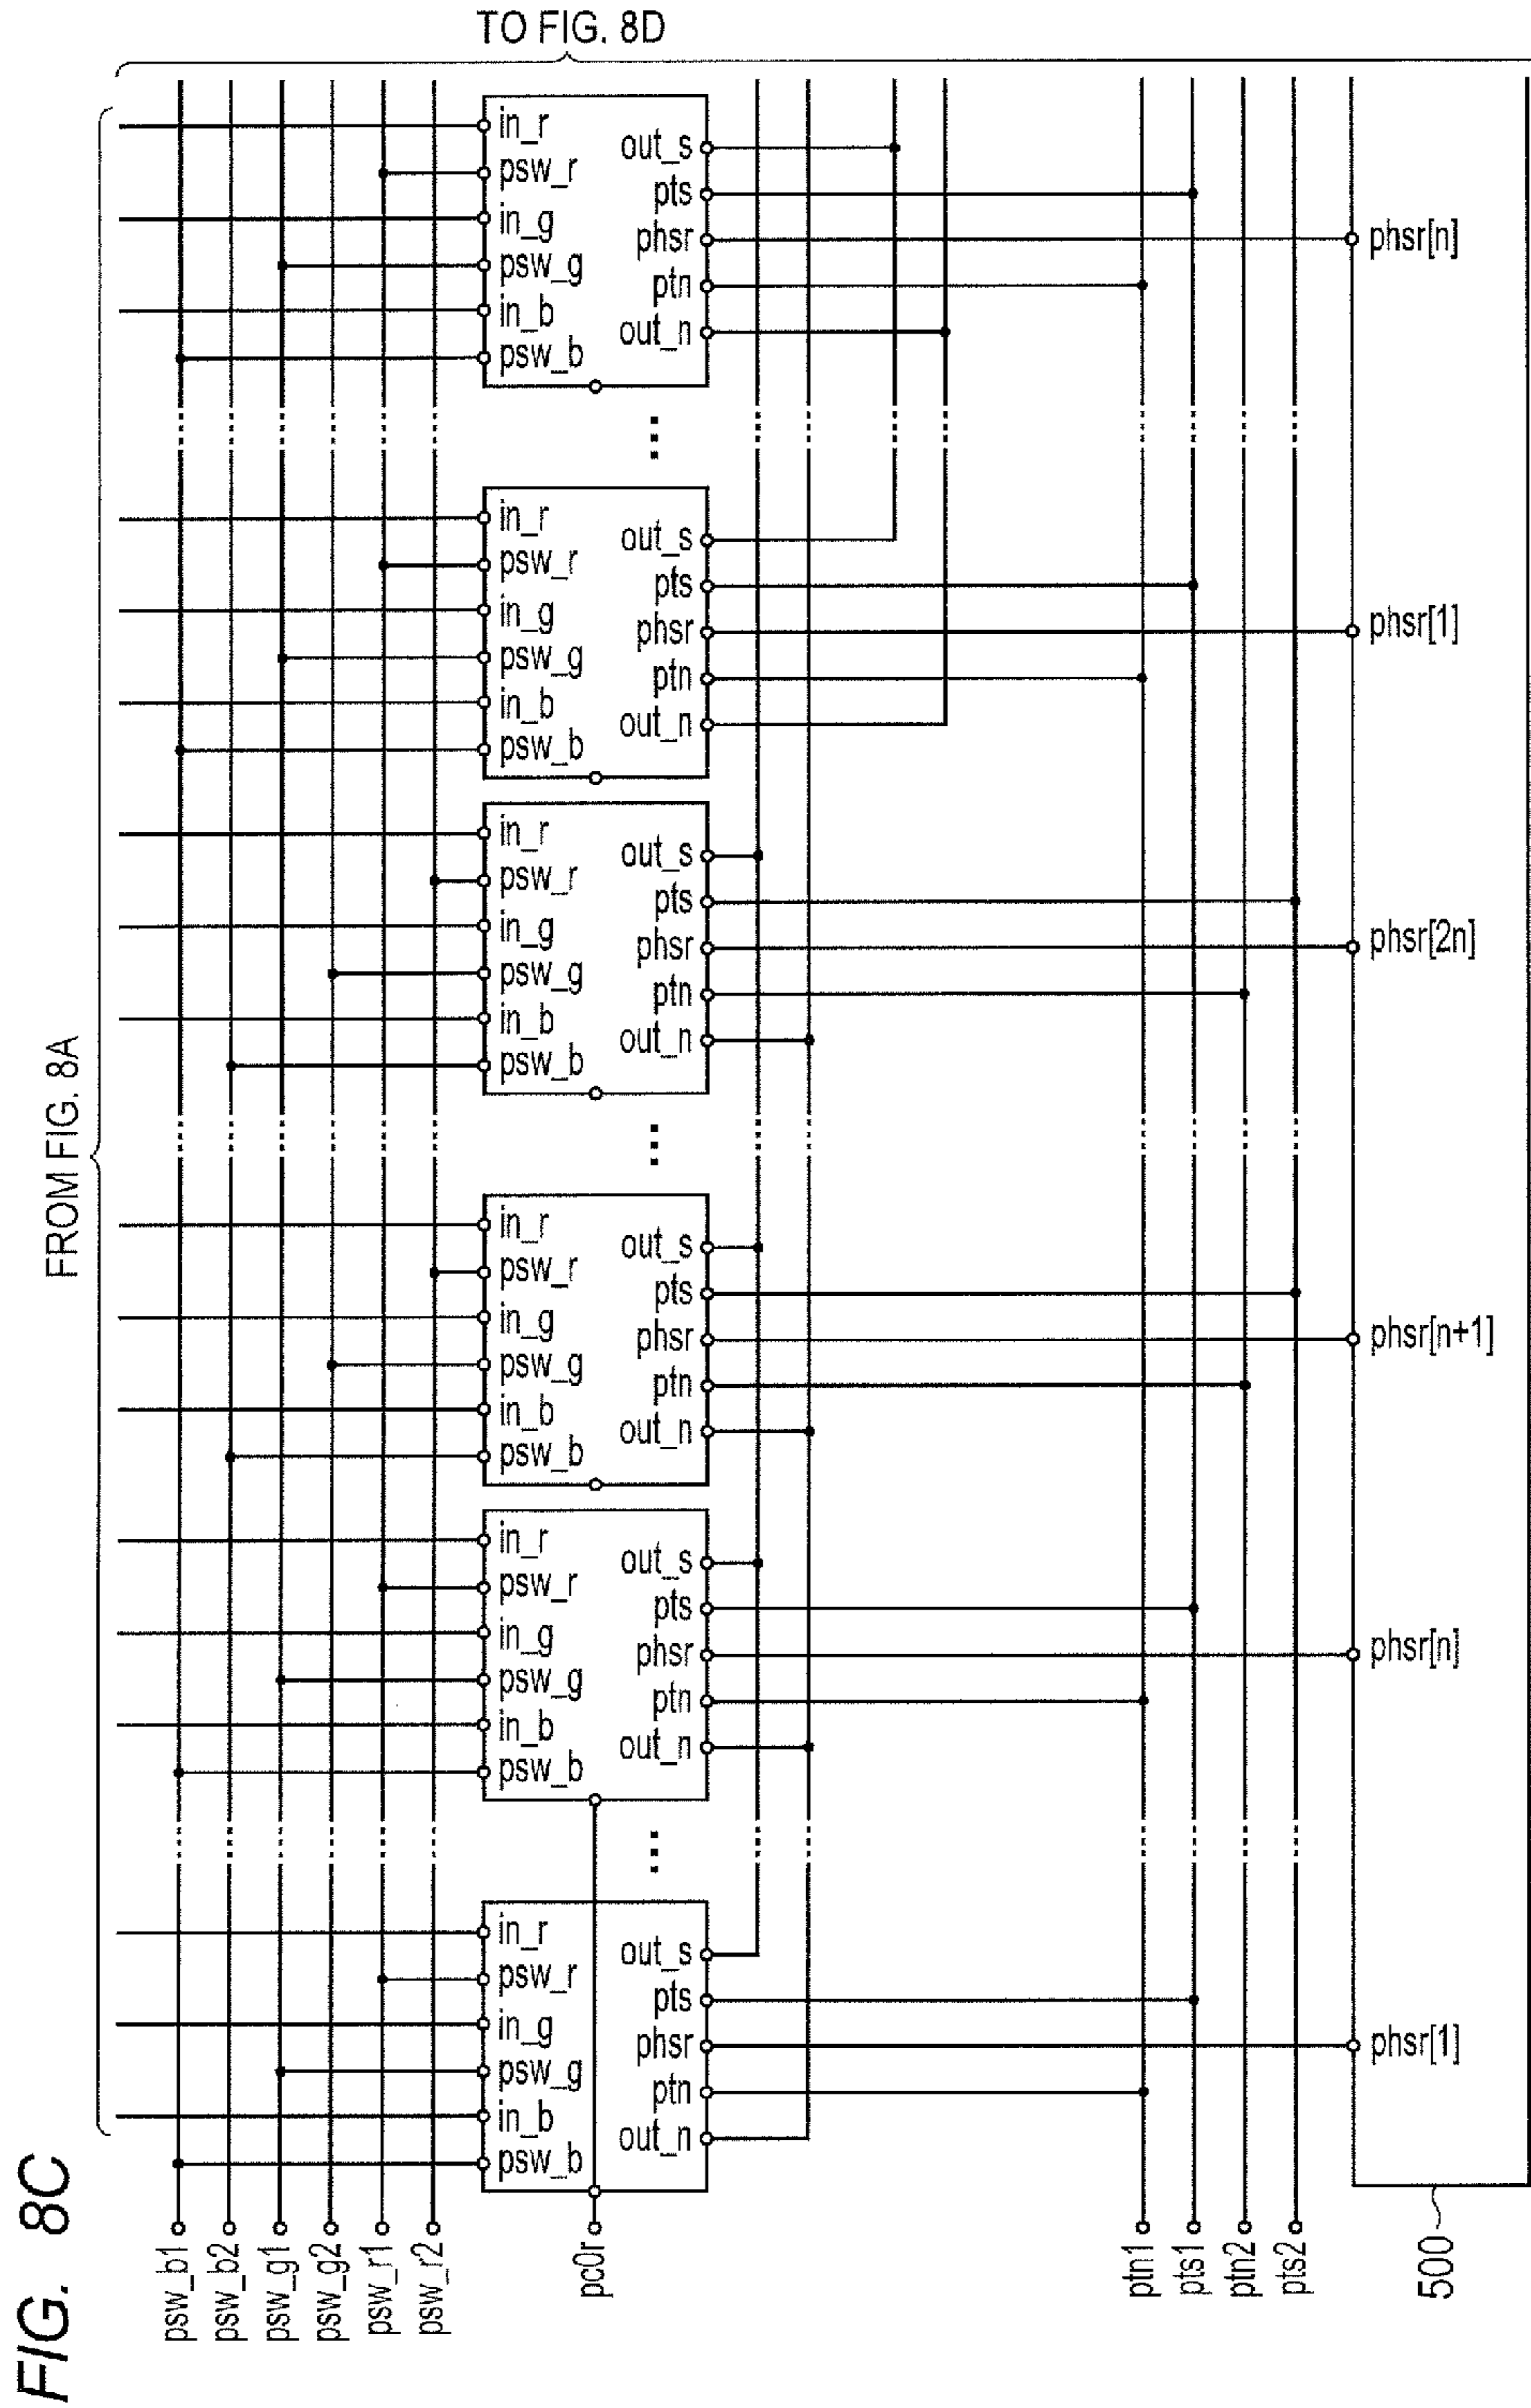 FIG. 8C
FROM FIG. 8A
TO FIG. 8D
psw_b1
psw_b2
psw_g1
psw_g2
psw_r1
psw_r2
pc0r
ptn1
pts1
ptn2
pts2
500
in_r
psw_r
in_g
psw_g
in_b
psw_b
out_s
pts
phsr
ptn
out_n
phsr[n]
...
in_r
psw_r
in_g
psw_g
in_b
psw_b
out_s
pts
phsr
ptn
out_n
phsr[1]
in_r
psw_r
in_g
psw_g
in_b
psw_b
out_s
pts
phsr
ptn
out_n
phsr[2n]
...
in_r
psw_r
in_g
psw_g
in_b
psw_b
out_s
pts
phsr
ptn
out_n
phsr[n+1]
in_r
psw_r
in_g
psw_g
in_b
psw_b
out_s
pts
phsr
ptn
out_n
phsr[n]
...
in_r
psw_r
in_g
psw_g
in_b
psw_b
out_s
pts
phsr
ptn
out_n
phsr[1]